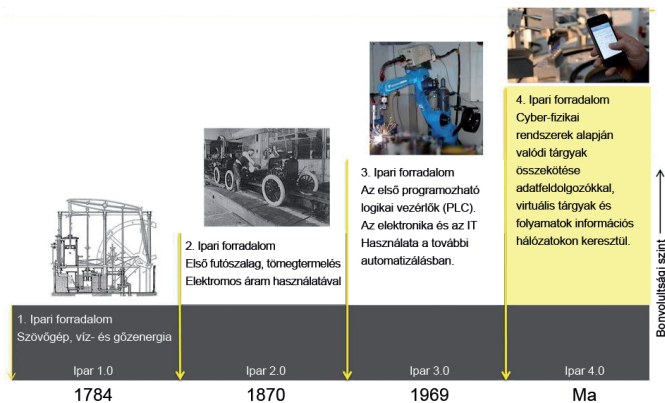 1. Ipari forradalom
Szövőgép, víz- és gőzenergia
2. Ipari forradalom
Első futószalag, tömegtermelés
Elektromos áram használatával
3. Ipari forradalom
Az első programozható
logikai vezérlők (PLC).
Az elektronika és az IT
Használata a további
automatizálásban.
4. Ipari forradalom
Cyber-fizikai
rendszerek alapján
valódi tárgyak
összekötése
adatfeldolgozókkal,
virtuális tárgyak és
folyamatok információs
hálózatokon keresztül.
Bonvolultsági szint
Ipar 1.0
Ipar 2.0
Ipar 3.0
Ipar 4.0
1784
1870
1969
Ma